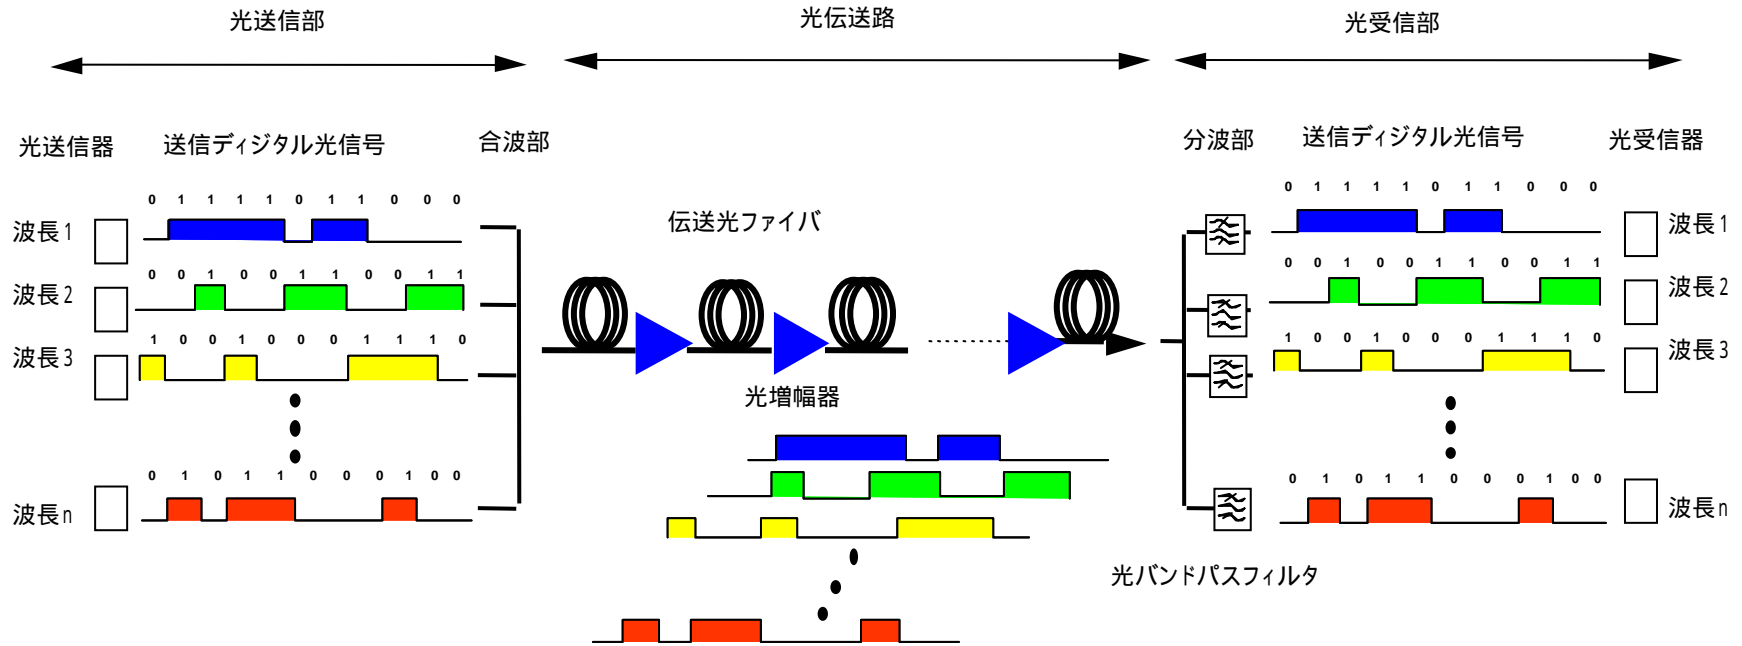 光送信部
光伝送路
光受信部
光送信器
送信ディジタル光信号
合波部
分波部
送信ディジタル光信号
光受信器
0 1 1 1 1 0 1 1 0 0 0
波長1
0 0 1 0 0 1 1 0 0 1 1
波長2
1 0 0 1 0 0 0 1 1 1 0
波長3
0 1 0 1 1 0 0 0 1 0 0
波長n
伝送光ファイバ
光増幅器
0 1 1 1 1 0 1 1 0 0 0
波長1
0 0 1 0 0 1 1 0 0 1 1
波長2
1 0 0 1 0 0 0 1 1 1 0
波長3
0 1 0 1 1 0 0 0 1 0 0
波長n
光バンドパスフィルタ